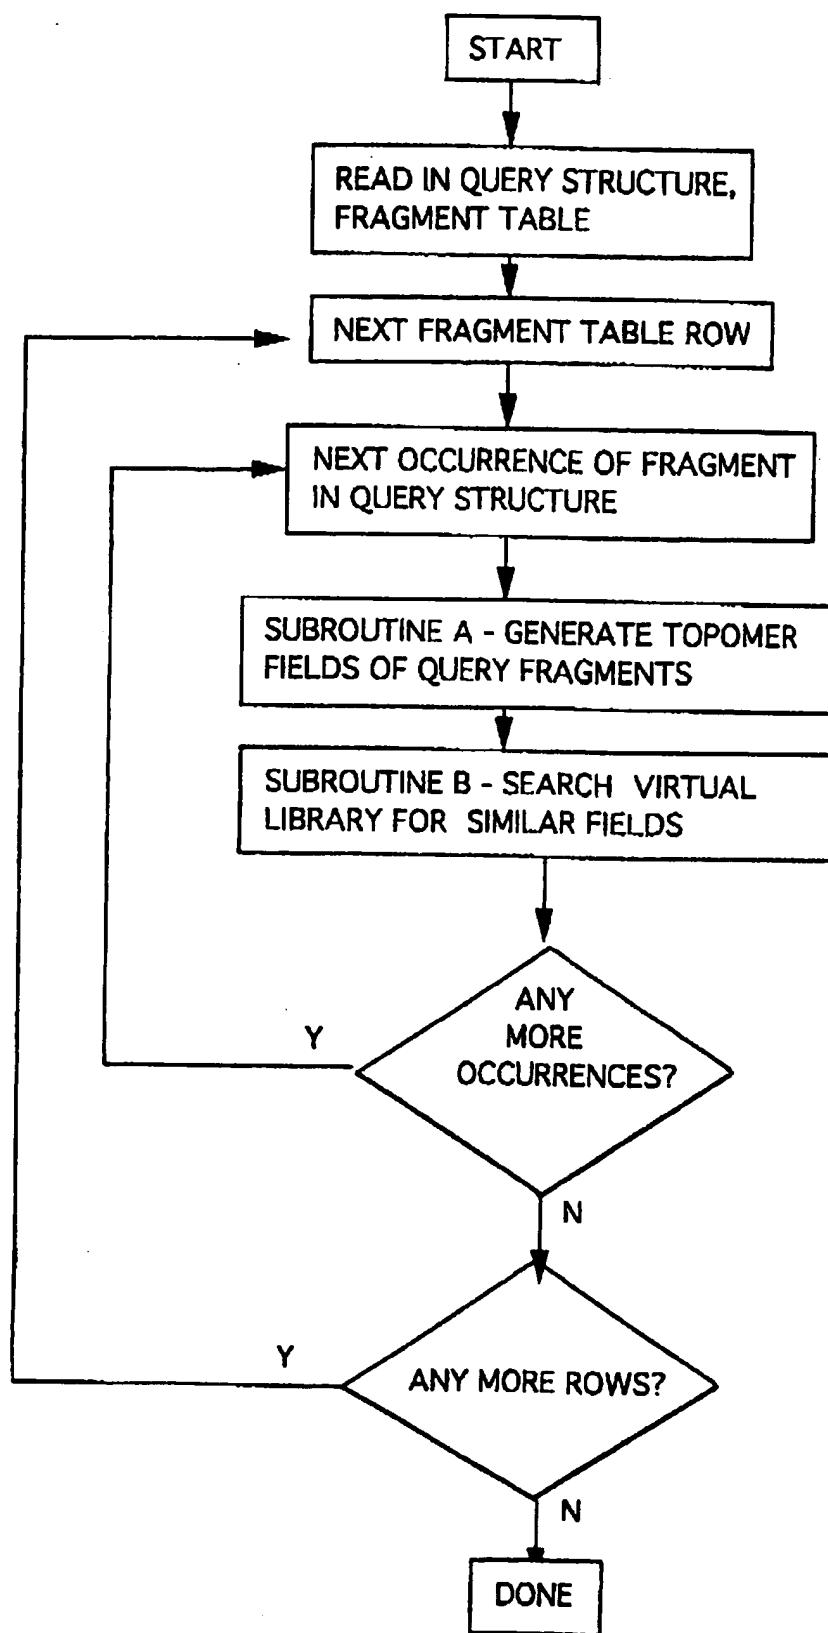 START
READ IN QUERY STRUCTURE,
FRAGMENT TABLE
NEXT FRAGMENT TABLE ROW
NEXT OCCURRENCE OF FRAGMENT
IN QUERY STRUCTURE
SUBROUTINE A - GENERATE TOPOMER
FIELDS OF QUERY FRAGMENTS
SUBROUTINE B - SEARCH VIRTUAL
LIBRARY FOR SIMILAR FIELDS
ANY
MORE
OCCURRENCES?
Y
N
ANY MORE ROWS?
Y
N
DONE